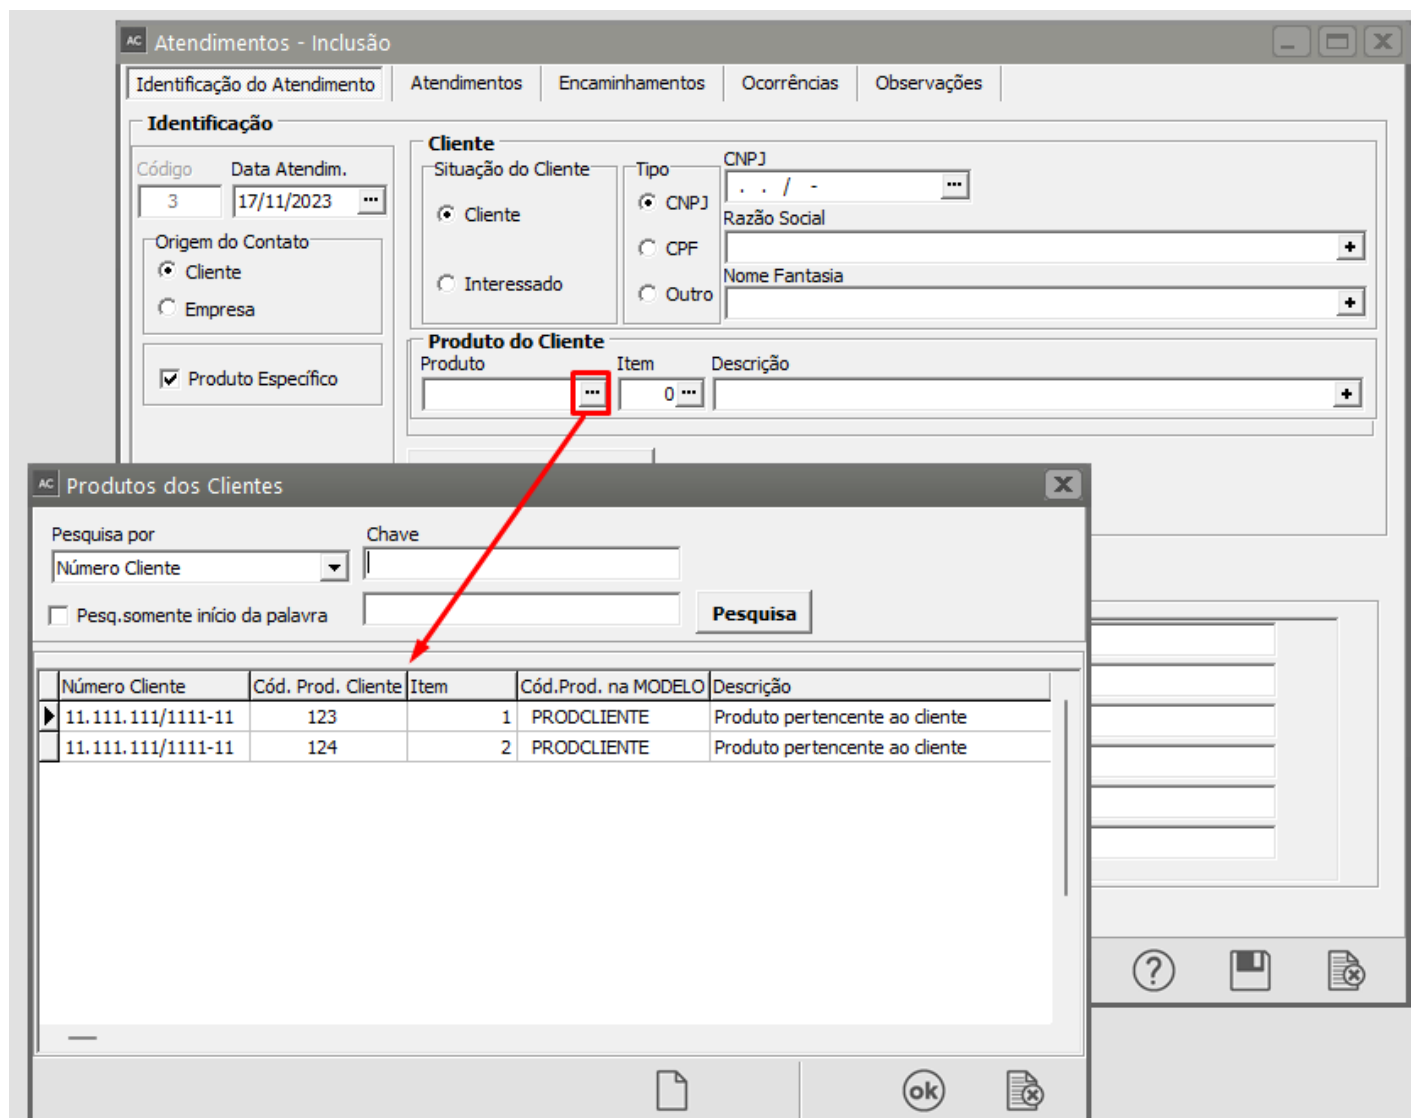 AC Atendimentos - Inclusão
Identificação do Atendimento Atendimentos Encaminhamentos Ocorrências Observações
Identificação
Código Data Atendim.
3 17/11/2023 ...
Origem do Contato
Cliente
Empresa
Produto Específico
Cliente
Situação do Cliente
Cliente
Interessado
Tipo
CNPJ
CPF
Outro
CNPJ
. . / - ...
Razão Social
+
Nome Fantasia
+
Produto do Cliente
Produto Item Descrição
... 0 ... +
AC Produtos dos Clientes
Pesquisa por Chave
Número Cliente
Pesq.somente início da palavra Pesquisa
Número Cliente Cód. Prod. Cliente Item Cód.Prod. na MODELO Descrição
11.111.111/1111-11 123 1 PRODCLIENTE Produto pertencente ao cliente
11.111.111/1111-11 124 2 PRODCLIENTE Produto pertencente ao cliente
?
ok